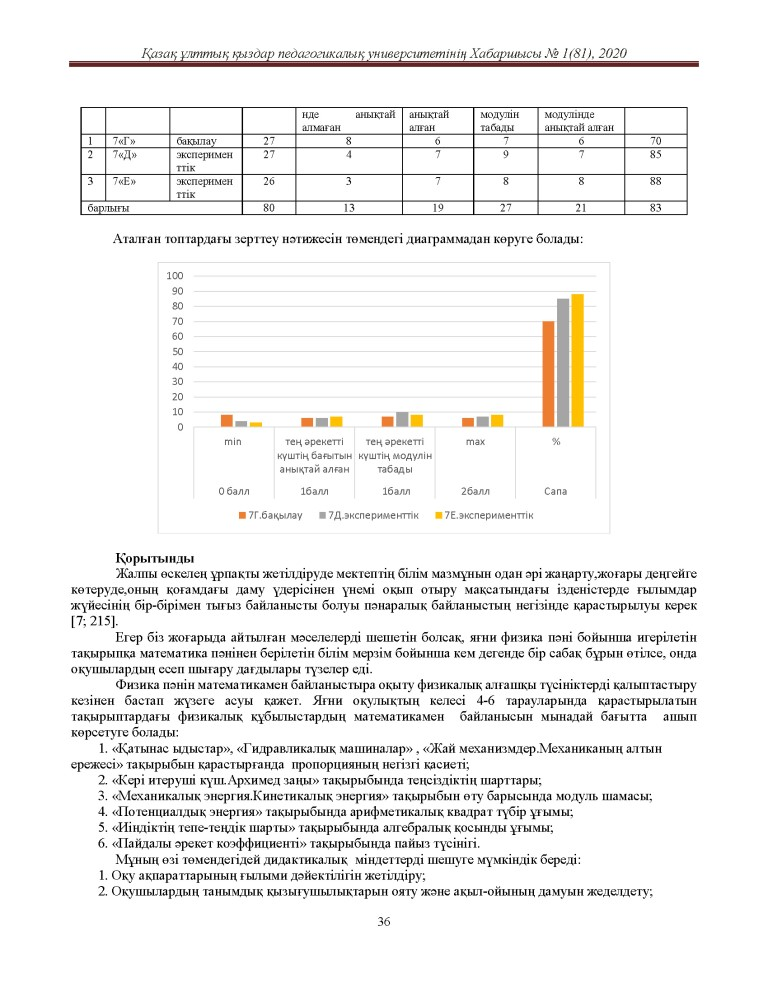 Қазақ ұлттық қыздар педагогикалық университетінің Хабаршысы № 1(81), 2020
нде анықтай алмаған
анықтай алған
модулін табады
модулінде анықтай алған
1 7«Г» бақылау 27 8 6 7 6 70
2 7«Д» эксперимен ттік 27 4 7 9 7 85
3 7«Е» эксперимен ттік 26 3 7 8 8 88
барлығы 80 13 19 27 21 83
Аталған топтардағы зерттеу нәтижесін төмендегі диаграммадан көруге болады:
100
90
80
70
60
50
40
30
20
10
0
min
тең әрекетті күштің бағытын анықтай алған
тең әрекетті күштің модулін табады
max
%
0 балл
1балл
1балл
2балл
Сапа
7Г.бақылау 7Д.эксперименттік 7Е.эксперименттік
Қорытынды
Жалпы өскелең ұрпақты жетілдіруде мектептің білім мазмұнын одан әрі жаңарту,жоғары деңгейге
көтеруде,оның қоғамдағы даму үдерісінен үнемі оқып отыру мақсатындағы ізденістерде ғылымдар
жүйесінің бір-бірімен тығыз байланысты болуы пәнаралық байланыстың негізінде қарастырылуы керек
[7; 215].
Егер біз жоғарыда айтылған мәселелерді шешетін болсақ, яғни физика пәні бойынша игерілетін
тақырыпқа математика пәнінен берілетін білім мерзім бойынша кем дегенде бір сабақ бұрын өтілсе, онда
оқушылардың есеп шығару дағдылары түзелер еді.
Физика пәнін математикамен байланыстыра оқыту физикалық алғашқы түсініктерді қалыптастыру
кезінен бастап жүзеге асуы қажет. Яғни оқулықтың келесі 4-6 тарауларында қарастырылатын
тақырыптардағы физикалық құбылыстардың математикамен байланысын мынадай бағытта ашып
көрсетуге болады:
1. «Қатынас ыдыстар», «Гидравликалық машиналар» , «Жай механизмдер.Механиканың алтын
ережесі» тақырыбын қарастырғанда пропорцияның негізгі қасиеті;
2. «Кері итеруші күш.Архимед заңы» тақырыбында теңсіздіктің шарттары;
3. «Механикалық энергия.Кинетикалық энергия» тақырыбын өту барысында модуль шамасы;
4. «Потенциалдық энергия» тақырыбында арифметикалық квадрат түбір ұғымы;
5. «Иіндіктің тепе-теңдік шарты» тақырыбында алгебралық қосынды ұғымы;
6. «Пайдалы әрекет коэффициенті» тақырыбында пайыз түсінігі.
Мұның өзі төмендегідей дидактикалық міндеттерді шешуге мүмкіндік береді:
1. Оқу ақпараттарының ғылыми дәйектілігін жетілдіру;
2. Оқушылардың танымдық қызығушылықтарын ояту және ақыл-ойының дамуын жеделдету;
36